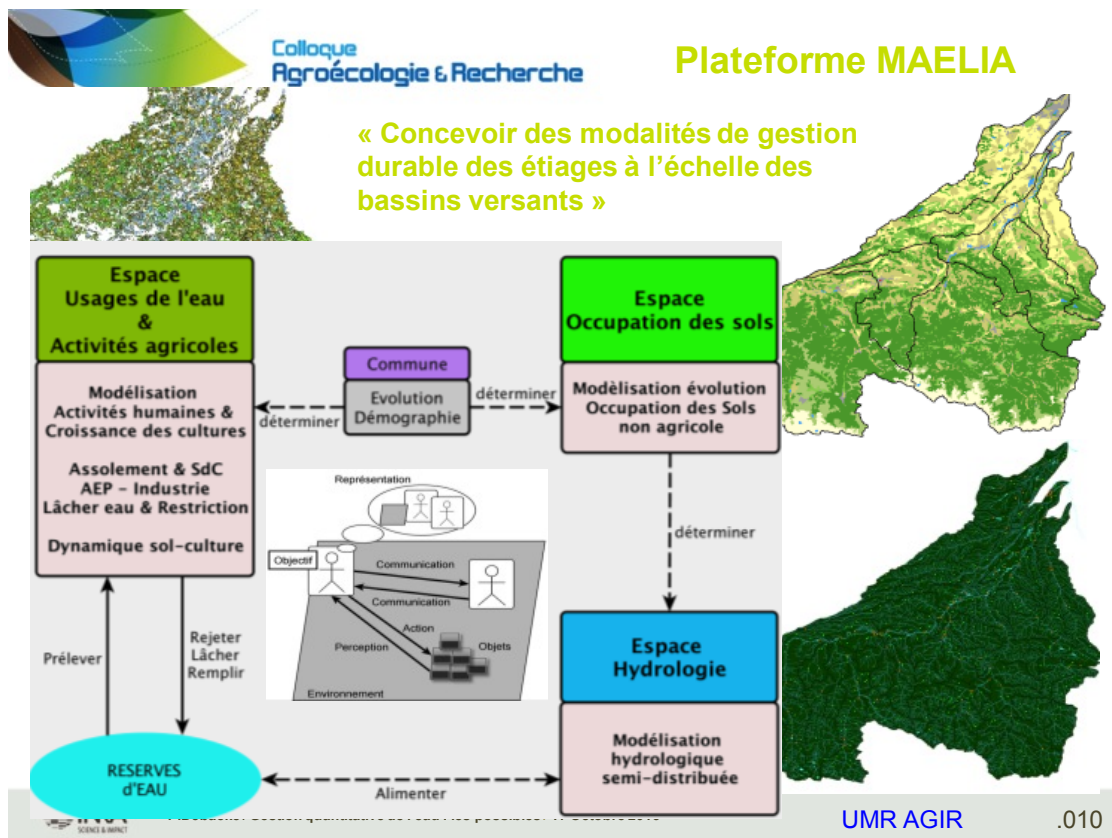 Colloque
Agroécologie & Recherche
Plateforme MAELIA
« Concevoir des modalités de gestion
durable des étiages à l'échelle des
bassins versants »
Espace
Usages de l'eau
&
Activités agricoles
Modélisation
Activités humaines &
Croissance des cultures
Assolement & SdC
AEP - Industrie
Lâcher eau & Restriction
Dynamique sol-culture
Commune
Evolution
Démographie
déterminer
déterminer
Espace
Occupation des sols
Modèlisation évolution
Occupation des Sols
non agricole
déterminer
Représentation
Objectif
Communication
Communication
Action
Perception
Objets
Environnement
Prélever
Rejeter
Lâcher
Remplir
Espace
Hydrologie
Modélisation
hydrologique
semi-distribuée
RESERVES
d'EAU
Alimenter
SCIENCE & IMPACT
UMR AGIR
.010